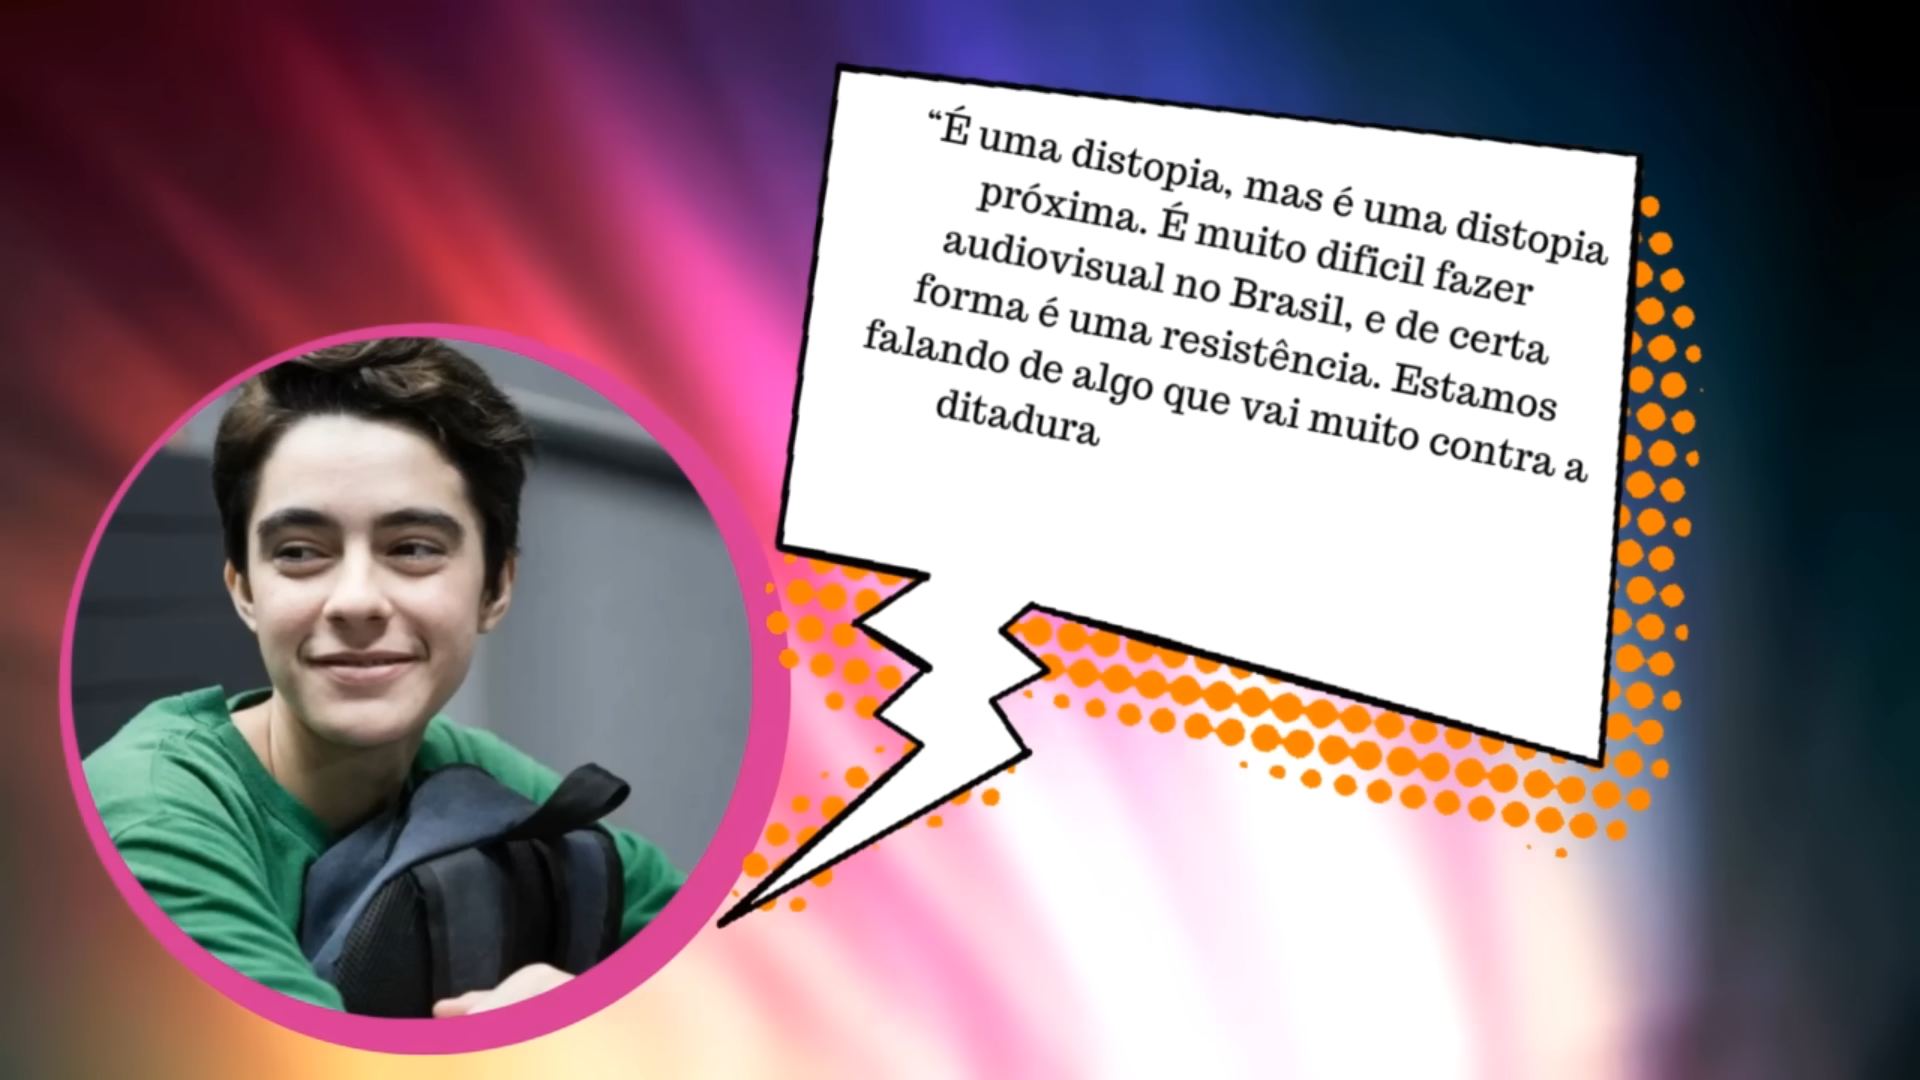 “É uma distopia, mas é uma distopia
próxima. É muito dificil fazer
audiovisual no Brasil, e de certa
forma é uma resistência. Estamos
falando de algo que vai muito contra a
ditadura